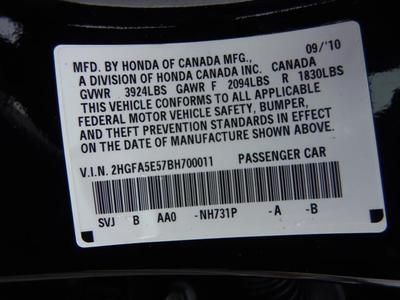 09/'10
MFD. BY HONDA OF CANADA MFG.,
A DIVISION OF HONDA CANADA INC. CANADA
GVWR 3924LBS GAWR F 2094LBS R 1830LBS
THIS VEHICLE CONFORMS TO ALL APPLICABLE
FEDERAL MOTOR VEHICLE SAFETY, BUMPER,
AND THEFT PREVENTION STANDARDS IN EFFECT
ON THE DATE OF MANUFACTURE SHOWN ABOVE.
V.I.N. 2HGFA5E57BH700011 PASSENGER CAR
SVJ B AA0 -NH731P -A -B